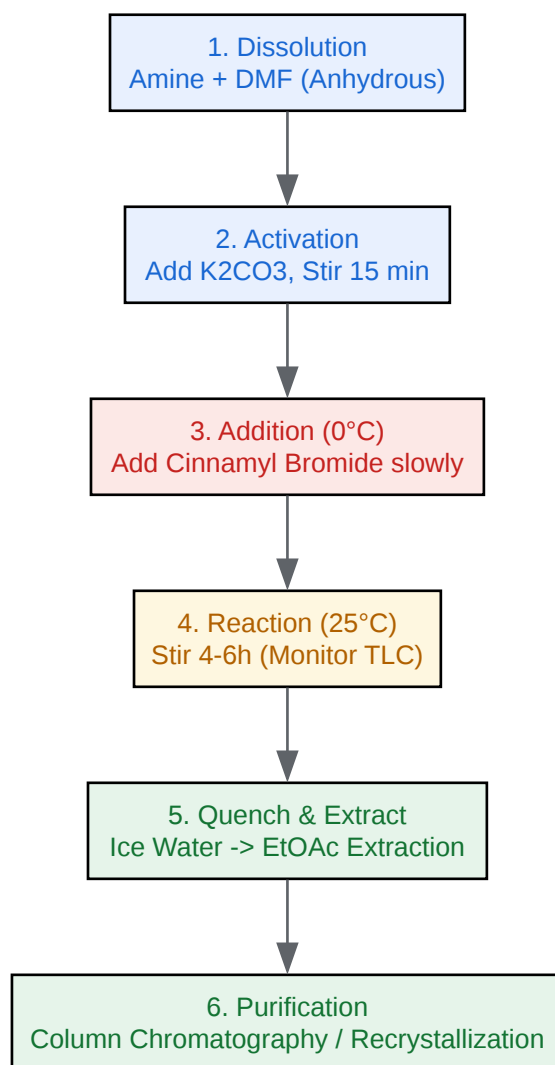 1. Dissolution
Amine + DMF (Anhydrous)
2. Activation
Add K2CO3, Stir 15 min
3. Addition (0°C)
Add Cinnamyl Bromide slowly
4. Reaction (25°C)
Stir 4-6h (Monitor TLC)
5. Quench & Extract
Ice Water -> EtOAc Extraction
6. Purification
Column Chromatography / Recrystallization